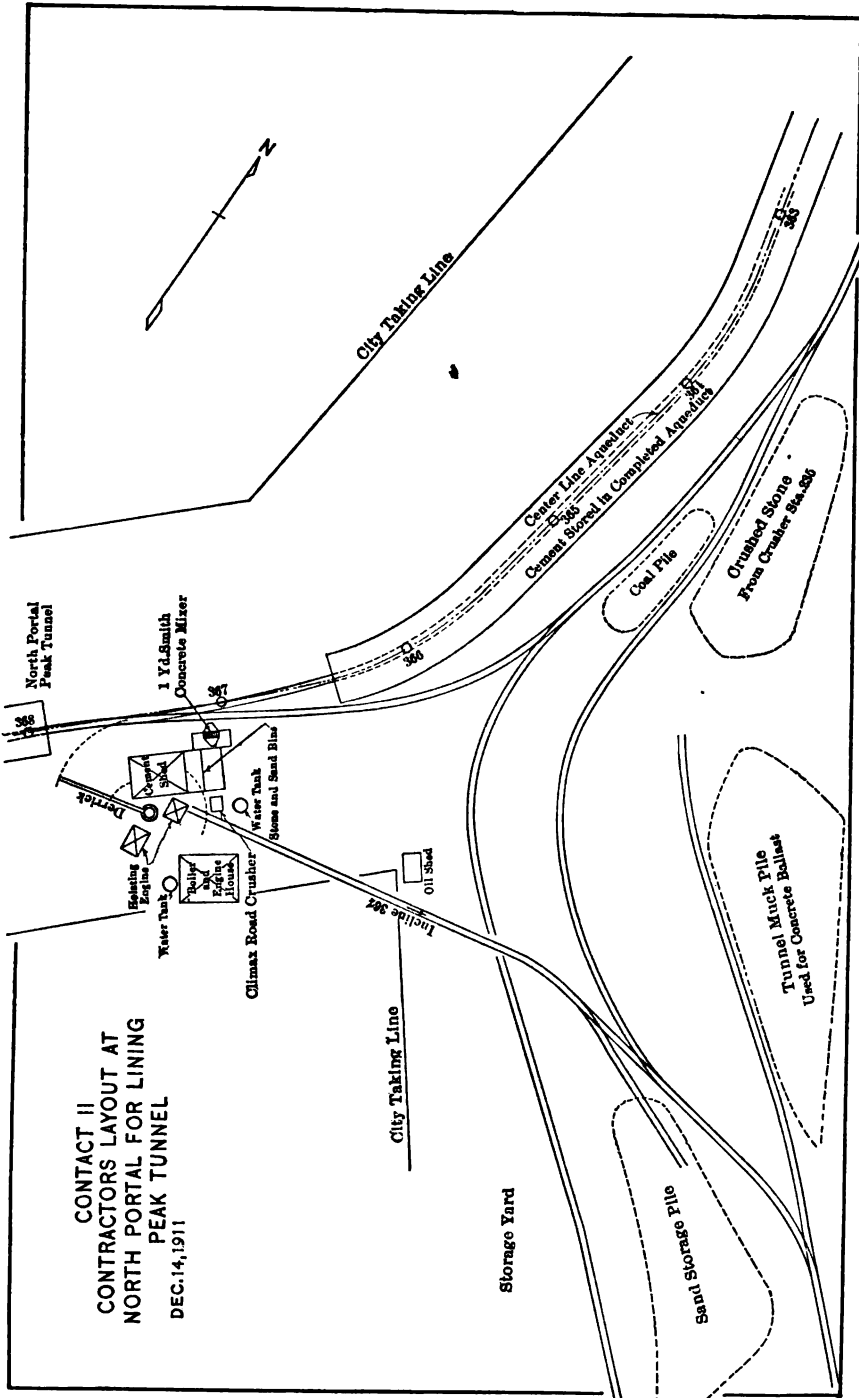 CONTACT 11
CONTRACTORS LAYOUT AT
NORTH PORTAL FOR LINING
PEAK TUNNEL
DEC.14,1911
N
City Taking Line
North Portal
Peak Tunnel
368
367
366
365
363
1 Yd.Smith
Concrete Mixer
Center Line Aqueduct
Cement Stored in Completed Aqueduct
Derrick
Cement
Shed
Hoisting
Engine
Water Tank
Boiler
and
Engine
House
Climax Road Crusher
Water Tank
Stone and Sand Bins
Oil Shed
City Taking Line
Coal Pile
Crushed Stone
From Crusher Sta.835
Storage Yard
Sand Storage Pile
Tunnel Muck Pile
Used for Concrete Ballast